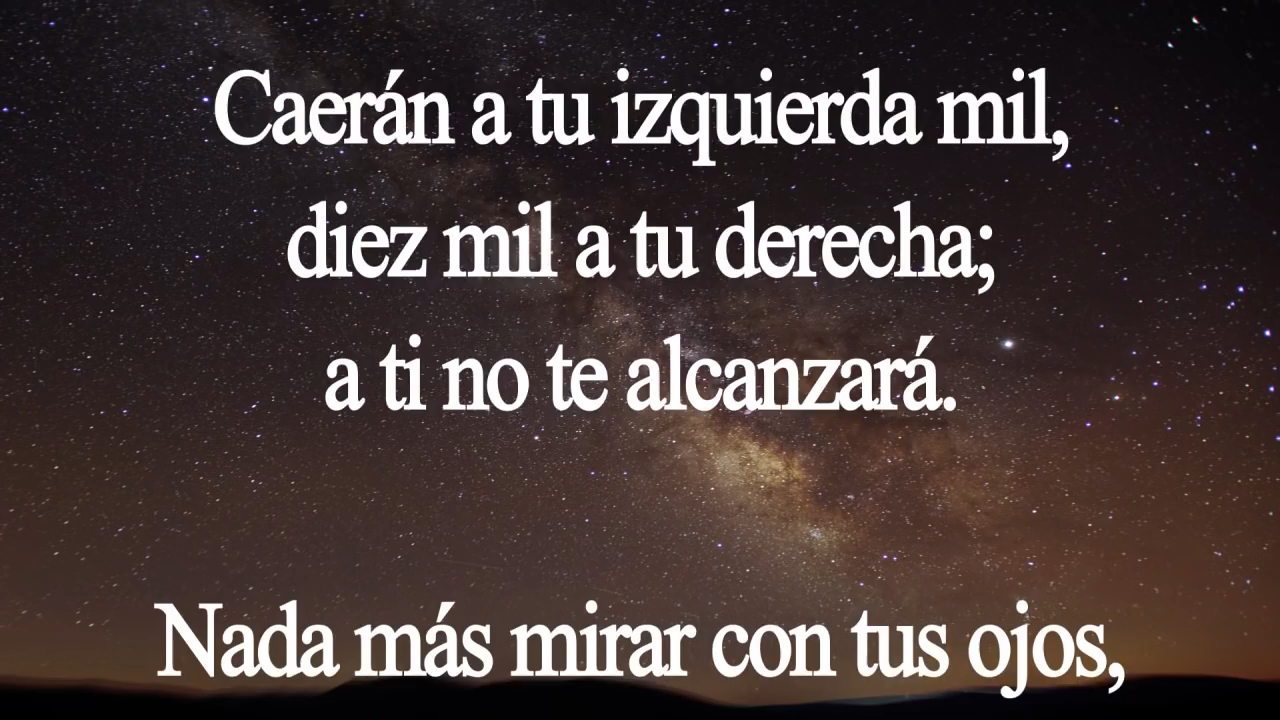 Caerán a tu izquierda mil,
diez mil a tu derecha;
a ti no te alcanzará.
Nada más mirar con tus ojos,